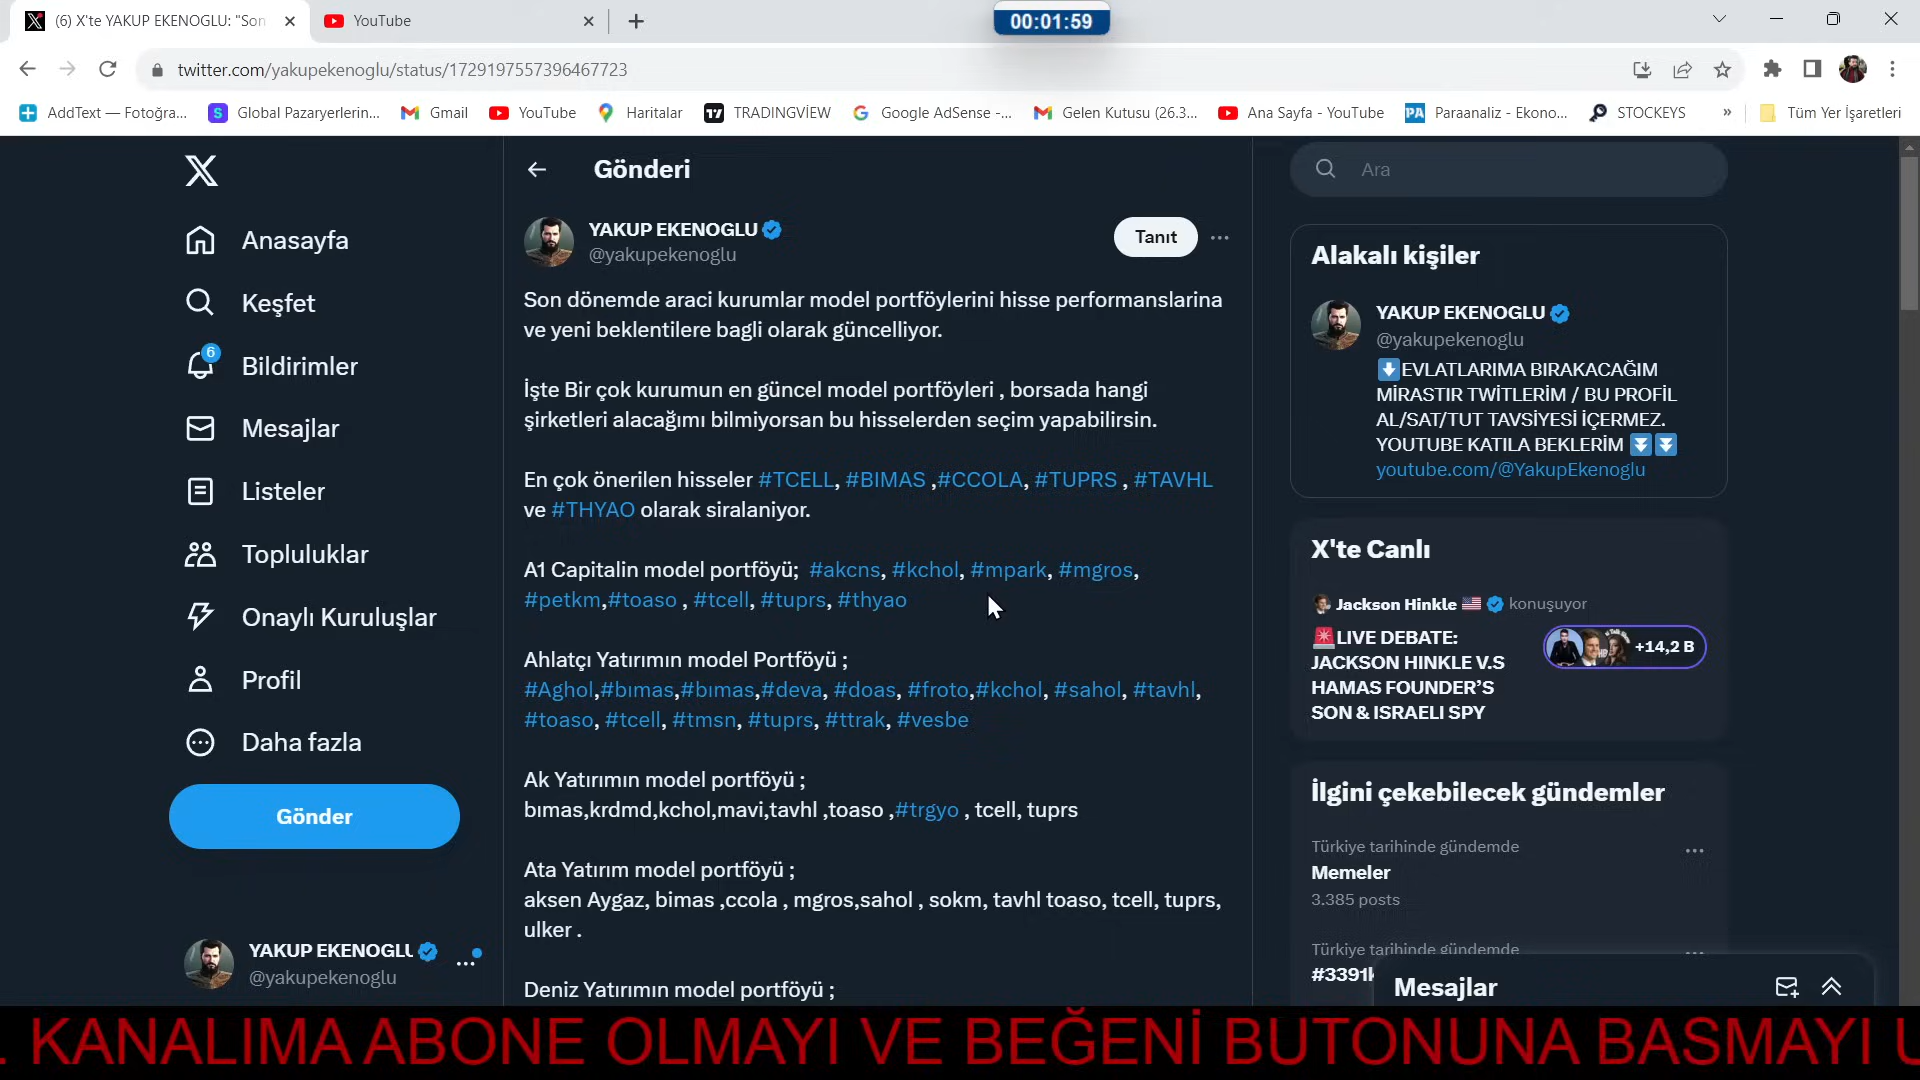 (6) X'te YAKUP EKENOGLU: "Son
YouTube
00:01:59
twitter.com/yakupekenoglu/status/1729197557396467723
AddText — Fotoğra...
Global Pazaryerlerin...
Gmail
YouTube
Haritalar
TRADINGVİEW
Google AdSense -...
Gelen Kutusu (26.3...
Ana Sayfa - YouTube
Paraanaliz - Ekono...
STOCKEYS
»
Tüm Yer İşaretleri
Anasayfa
Keşfet
6
Bildirimler
Mesajlar
Listeler
Topluluklar
Onaylı Kuruluşlar
Profil
Daha fazla
Gönder
YAKUP EKENOGLU
@yakupekenoglu
Gönderi
YAKUP EKENOGLU
@yakupekenoglu
Tanıt
Son dönemde araci kurumlar model portföylerini hisse performanslarina
ve yeni beklentilere bagli olarak güncelliyor.
İşte Bir çok kurumun en güncel model portföyleri , borsada hangi
şirketleri alacağımı bilmiyorsan bu hisselerden seçim yapabilirsin.
En çok önerilen hisseler #TCELL, #BIMAS ,#CCOLA, #TUPRS , #TAVHL
ve #THYAO olarak siralaniyor.
A1 Capitalin model portföyü; #akcns, #kchol, #mpark, #mgros,
#petkm,#toaso , #tcell, #tuprs, #thyao
Ahlatçı Yatırımın model Portföyü ;
#Aghol,#bımas,#bımas,#deva, #doas, #froto,#kchol, #sahol, #tavhl,
#toaso, #tcell, #tmsn, #tuprs, #ttrak, #vesbe
Ak Yatırımın model portföyü ;
bımas,krdmd,kchol,mavi,tavhl ,toaso ,#trgyo , tcell, tuprs
Ata Yatırım model portföyü ;
aksen Aygaz, bimas ,ccola , mgros,sahol , sokm, tavhl toaso, tcell, tuprs,
ulker .
Deniz Yatırımın model portföyü ;
Ara
Alakalı kişiler
YAKUP EKENOGLU
@yakupekenoglu
EVLATLARIMA BIRAKACAĞIM
MİRASTIR TWİTLERİM / BU PROFİL
AL/SAT/TUT TAVSİYESİ İÇERMEZ.
YOUTUBE KATILA BEKLERİM
youtube.com/@YakupEkenoglu
X'te Canlı
Jackson Hinkle konuşuyor
LIVE DEBATE:
JACKSON HINKLE V.S
HAMAS FOUNDER'S
SON & ISRAELI SPY
+14,2 B
İlgini çekebilecek gündemler
Türkiye tarihinde gündemde
Memeler
3.385 posts
Türkiye tarihinde gündemde
Mesajlar
. KANALIMA ABONE OLMAYI VE BEĞENİ BUTONUNA BASMAYI U